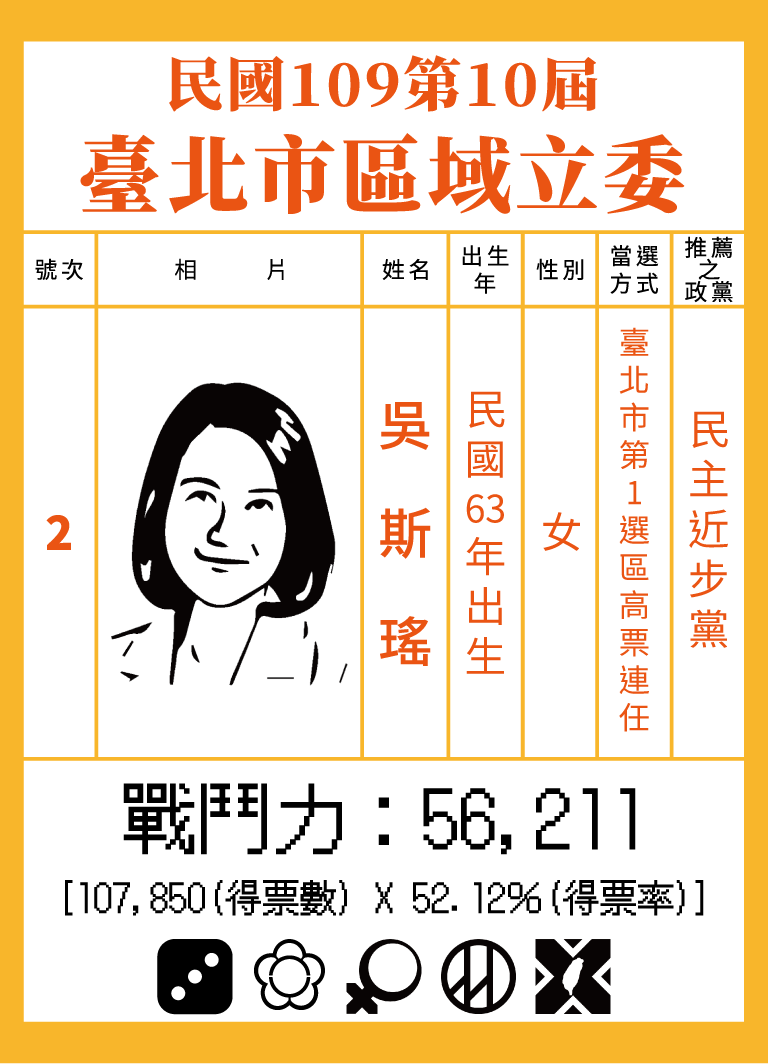 民國109第10屆
臺北市區域立委
號次
相 片
姓名
出生年
性別
當選方式
推薦之政黨
2
吳斯瑤
民國63年出生
女
臺北市第1選區高票連任
民主近步黨
戰鬥力：56,211
[107,850(得票數) X 52.12%(得票率)]